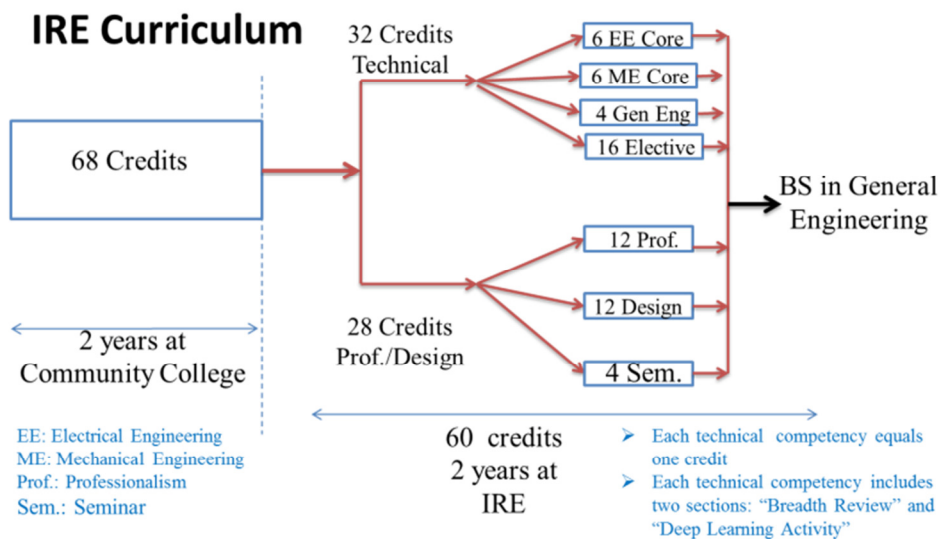 IRE Curriculum
68 Credits
2 years at
Community College
EE: Electrical Engineering
ME: Mechanical Engineering
Prof.: Professionalism
Sem.: Seminar
32 Credits
Technical
6 EE Core
6 ME Core
4 Gen Eng
16 Elective
28 Credits
Prof./Design
12 Prof.
12 Design
4 Sem.
BS in General
Engineering
60 credits
2 years at
IRE
➢ Each technical competency equals
one credit
➢ Each technical competency includes
two sections: “Breadth Review” and
“Deep Learning Activity”